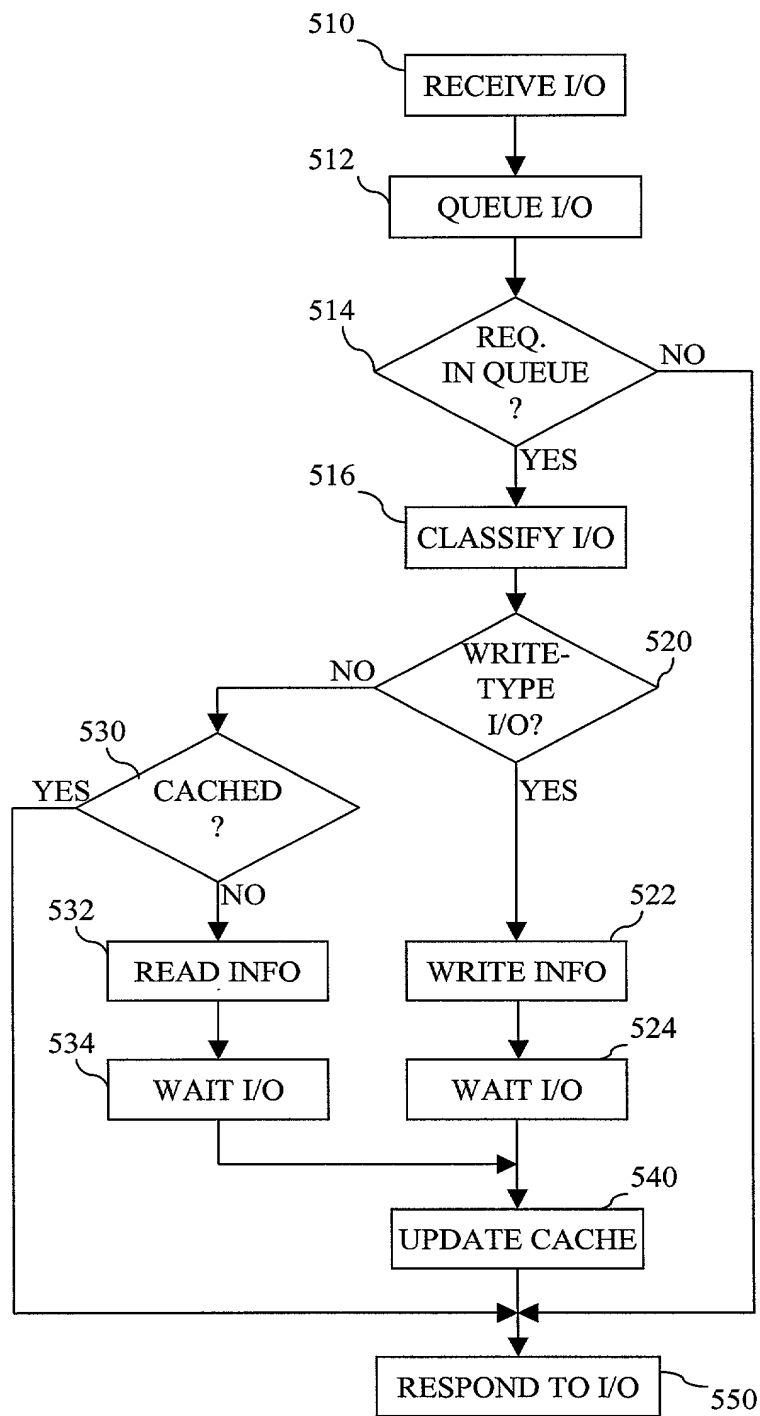 510
RECEIVE I/O
512
QUEUE I/O
514
REQ.
IN QUEUE
?
NO
YES
516
CLASSIFY I/O
NO
WRITE-
TYPE
I/O?
520
530
YES
CACHED
?
YES
NO
532
READ INFO
522
WRITE INFO
534
WAIT I/O
524
WAIT I/O
540
UPDATE CACHE
RESPOND TO I/O
550